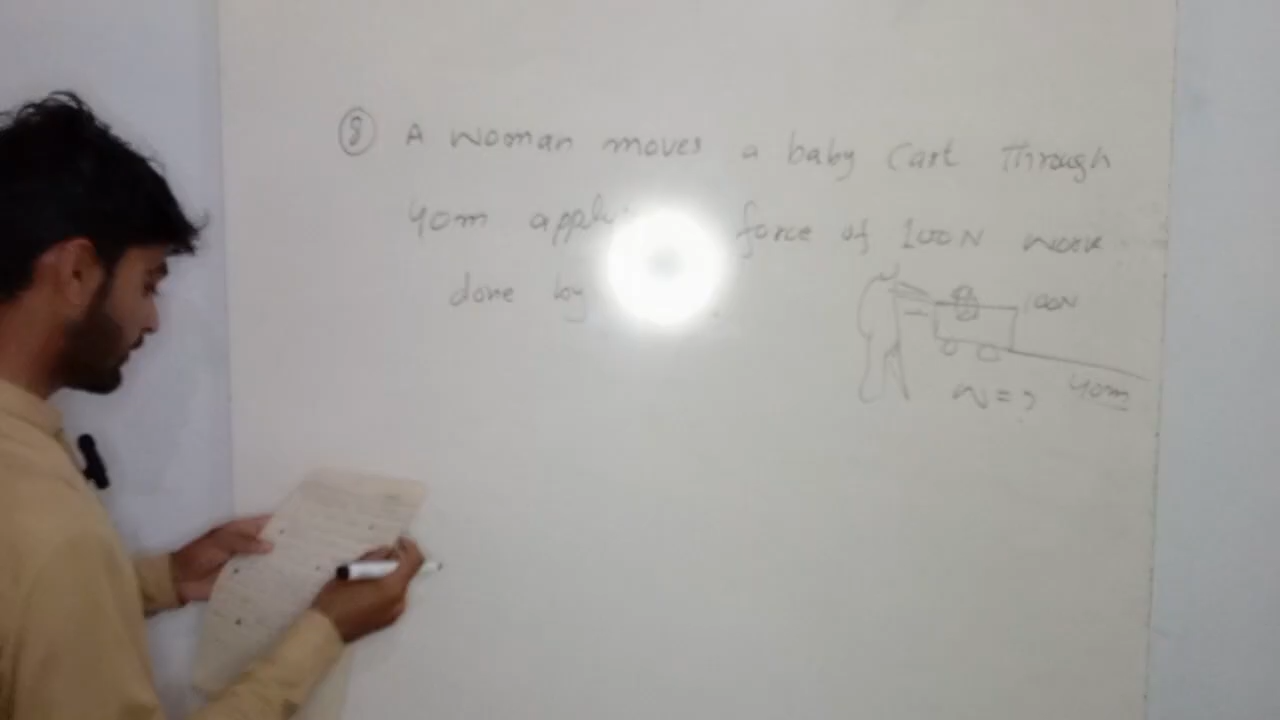 8 A woman moves a baby Cart Through
40m force of 100N work
done by
100N
40m
W = ?